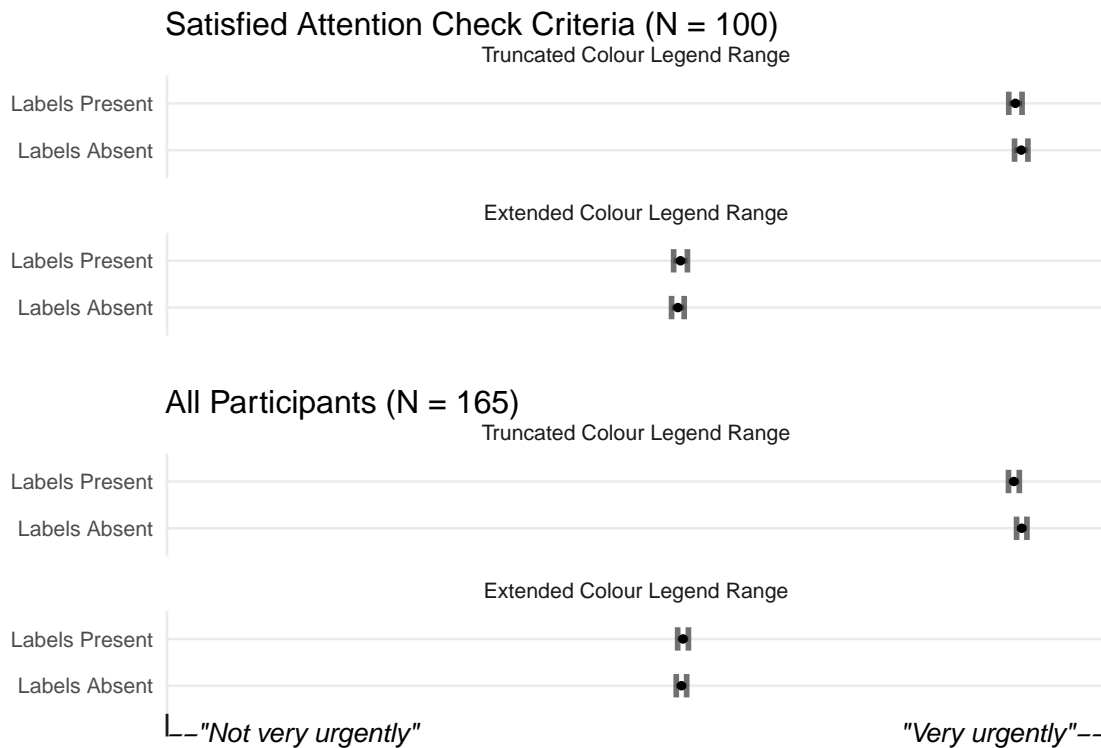 Satisfied Attention Check Criteria (N = 100)
Truncated Colour Legend Range
Labels Present
Labels Absent
Extended Colour Legend Range
Labels Present
Labels Absent
All Participants (N = 165)
Truncated Colour Legend Range
Labels Present
Labels Absent
Extended Colour Legend Range
Labels Present
Labels Absent
"Not very urgently" "Very urgently"